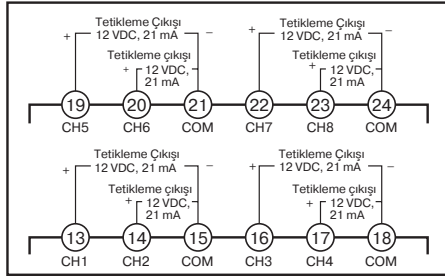 Tetikleme Çıkışı Tetikleme Çıkışı
+ 12 VDC, 21 mA – + 12 VDC, 21 mA –
Tetikleme çıkışı Tetikleme çıkışı
+ 12 VDC, + 12 VDC,
21 mA 21 mA
19 20 21 22 23 24
CH5 CH6 COM CH7 CH8 COM
Tetikleme Çıkışı Tetikleme Çıkışı
+ 12 VDC, 21 mA – + 12 VDC, 21 mA –
Tetikleme çıkışı Tetikleme çıkışı
+ 12 VDC, + 12 VDC,
21 mA 21 mA
13 14 15 16 17 18
CH1 CH2 COM CH3 CH4 COM